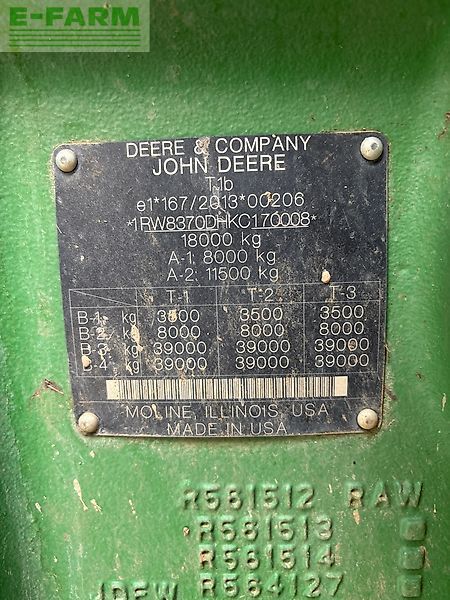 E-FARM
DEERE & COMPANY
JOHN DEERE
T1b
e1*167/2013*00206
*1RW8370DHKC170008*
18000 kg
A-1: 8000 kg
A-2: 11500 kg
T-1 T-2 T-3
B-1: kg 3500 3500 3500
B-2: kg 8000 8000 8000
B-3: kg 39000 39000 39000
B-4: kg 39000 39000 39000
MOLINE, ILLINOIS, USA
MADE IN USA
R561512 RAW
R561513
R561514
JDFW R564127